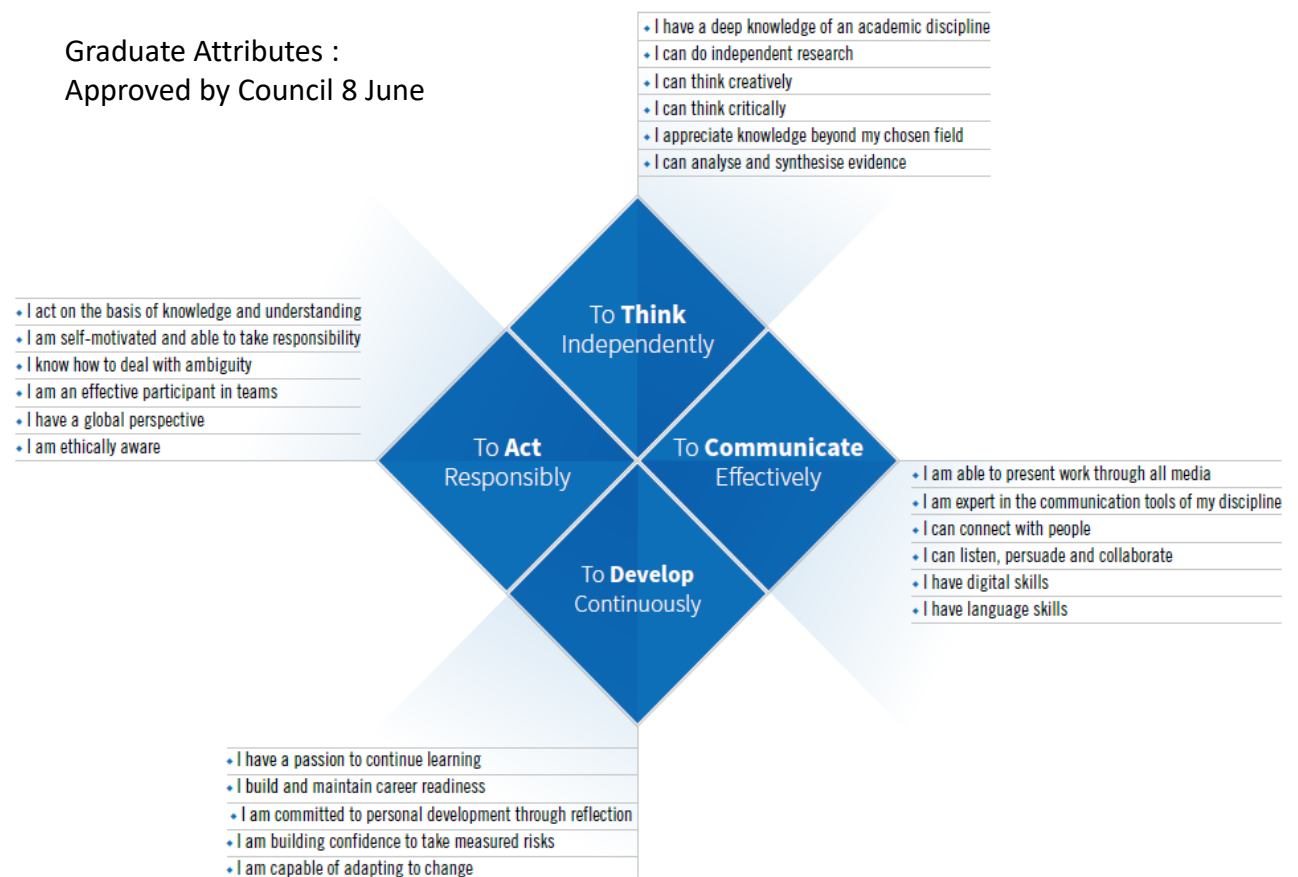 Graduate Attributes :
Approved by Council 8 June
⬥ I have a deep knowledge of an academic discipline
⬥ I can do independent research
⬥ I can think creatively
⬥ I can think critically
⬥ I appreciate knowledge beyond my chosen field
⬥ I can analyse and synthesise evidence
To Think
Independently
⬥ I act on the basis of knowledge and understanding
⬥ I am self-motivated and able to take responsibility
⬥ I know how to deal with ambiguity
⬥ I am an effective participant in teams
⬥ I have a global perspective
⬥ I am ethically aware
To Act
Responsibly
To Communicate
Effectively
⬥ I am able to present work through all media
⬥ I am expert in the communication tools of my discipline
⬥ I can connect with people
⬥ I can listen, persuade and collaborate
⬥ I have digital skills
⬥ I have language skills
To Develop
Continuously
⬥ I have a passion to continue learning
⬥ I build and maintain career readiness
⬥ I am committed to personal development through reflection
⬥ I am building confidence to take measured risks
⬥ I am capable of adapting to change